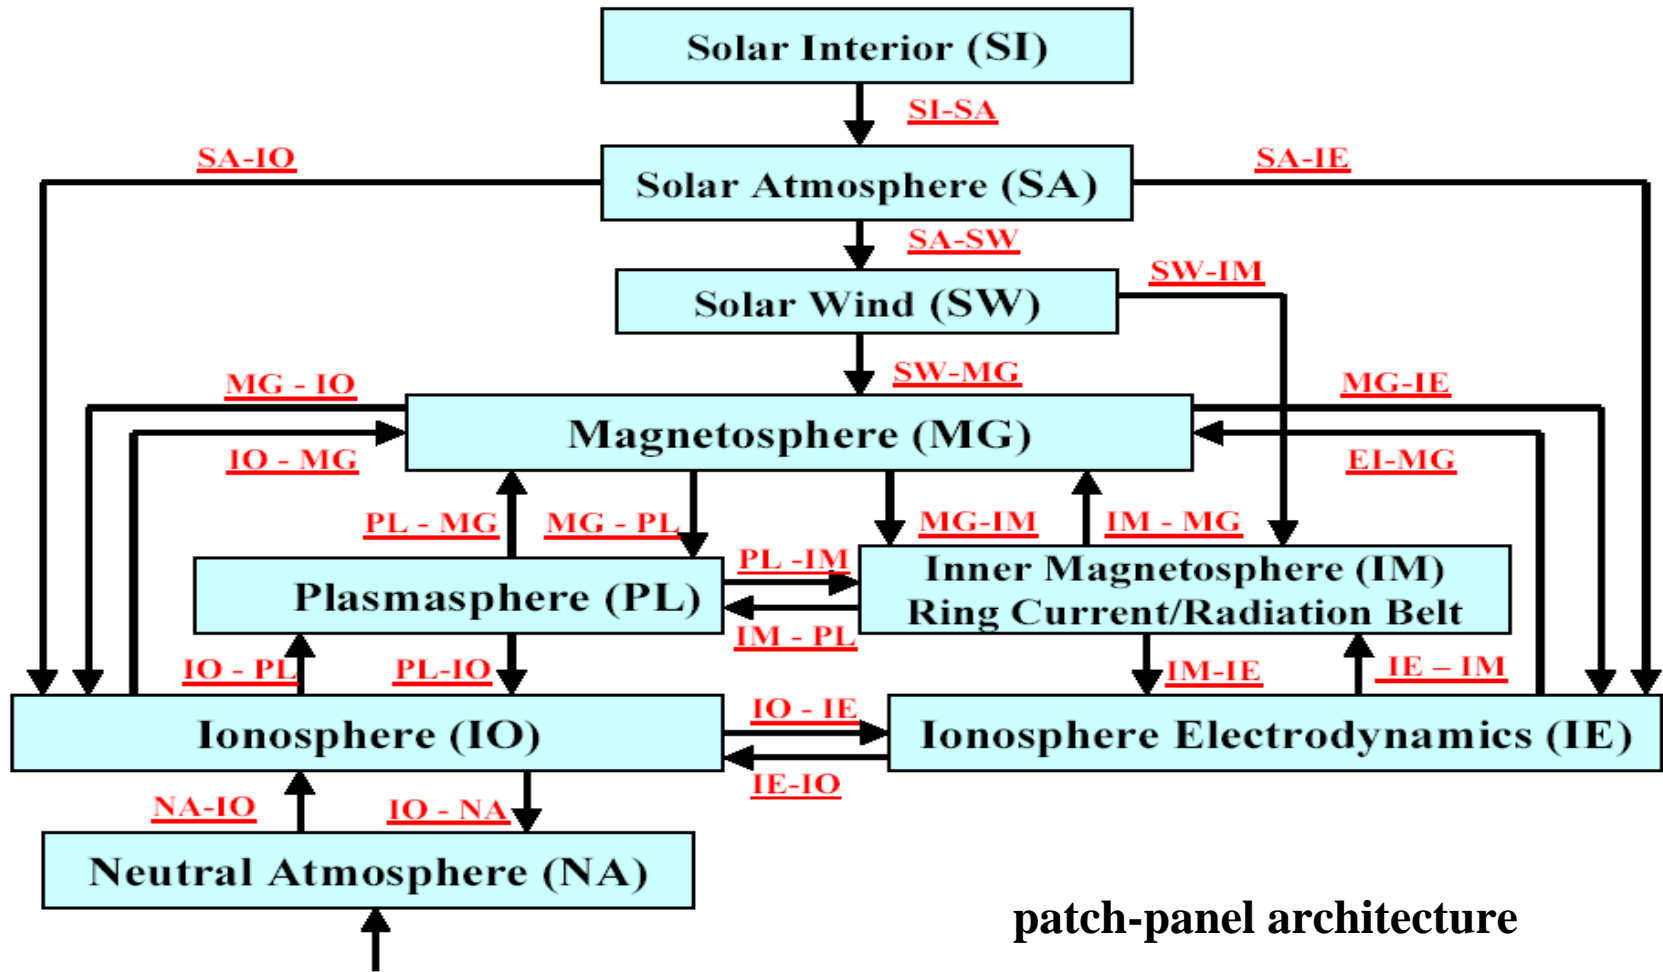 Solar Interior (SI)
SI-SA
SA-IO
SA-IE
Solar Atmosphere (SA)
SA-SW
SW-IM
Solar Wind (SW)
SW-MG
MG - IO
MG-IE
Magnetosphere (MG)
IO - MG
EI-MG
PL - MG
MG - PL
MG-IM
IM - MG
PL -IM
Inner Magnetosphere (IM)
Ring Current/Radiation Belt
Plasmasphere (PL)
IM - PL
IO - PL
PL-IO
IM-IE
IE – IM
IO - IE
Ionosphere (IO)
Ionosphere Electrodynamics (IE)
IE-IO
NA-IO
IO - NA
Neutral Atmosphere (NA)
patch-panel architecture